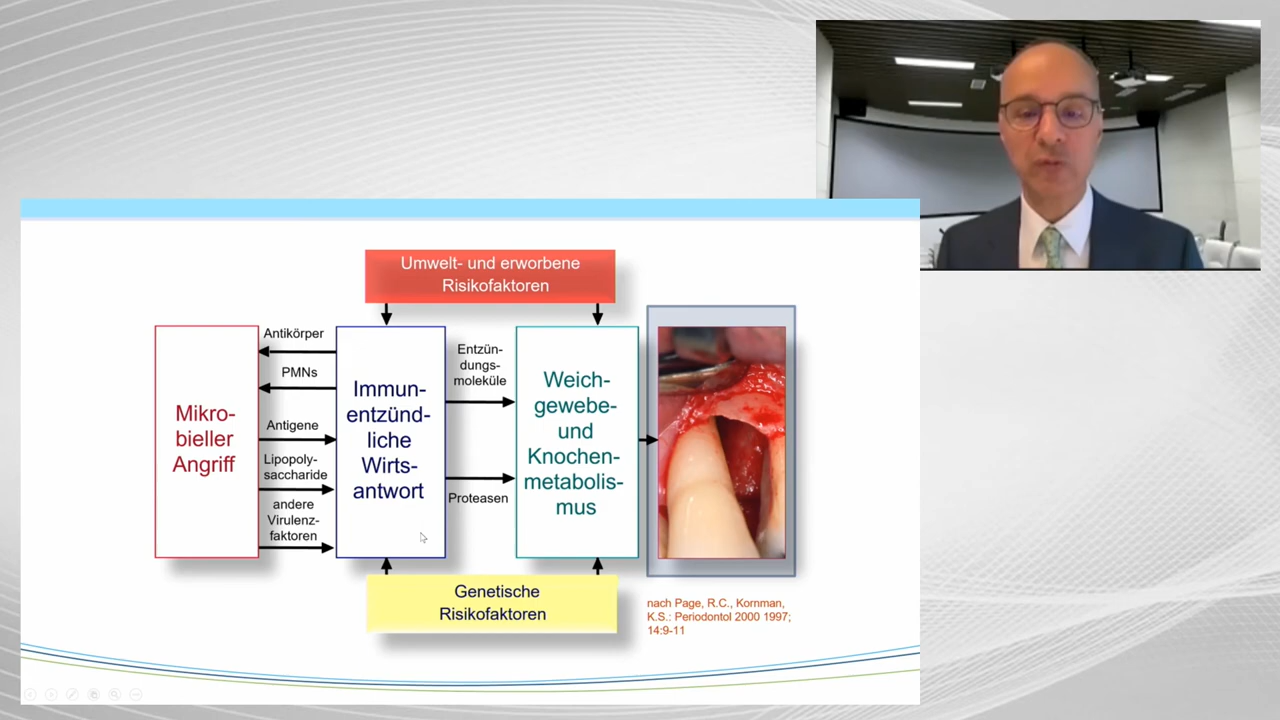 Umwelt- und erworbene
Risikofaktoren
Mikro-
bieller
Angriff
Antikörper
PMNs
Antigene
Lipopoly-
saccharide
andere
Virulenz-
faktoren
Immun-
entzünd-
liche
Wirts-
antwort
Entzün-
dungs-
moleküle
Proteasen
Weich-
gewebe-
und
Knochen-
metabolis-
mus
Genetische
Risikofaktoren
nach Page, R.C., Kornman,
K.S.: Periodontol 2000 1997;
14:9-11